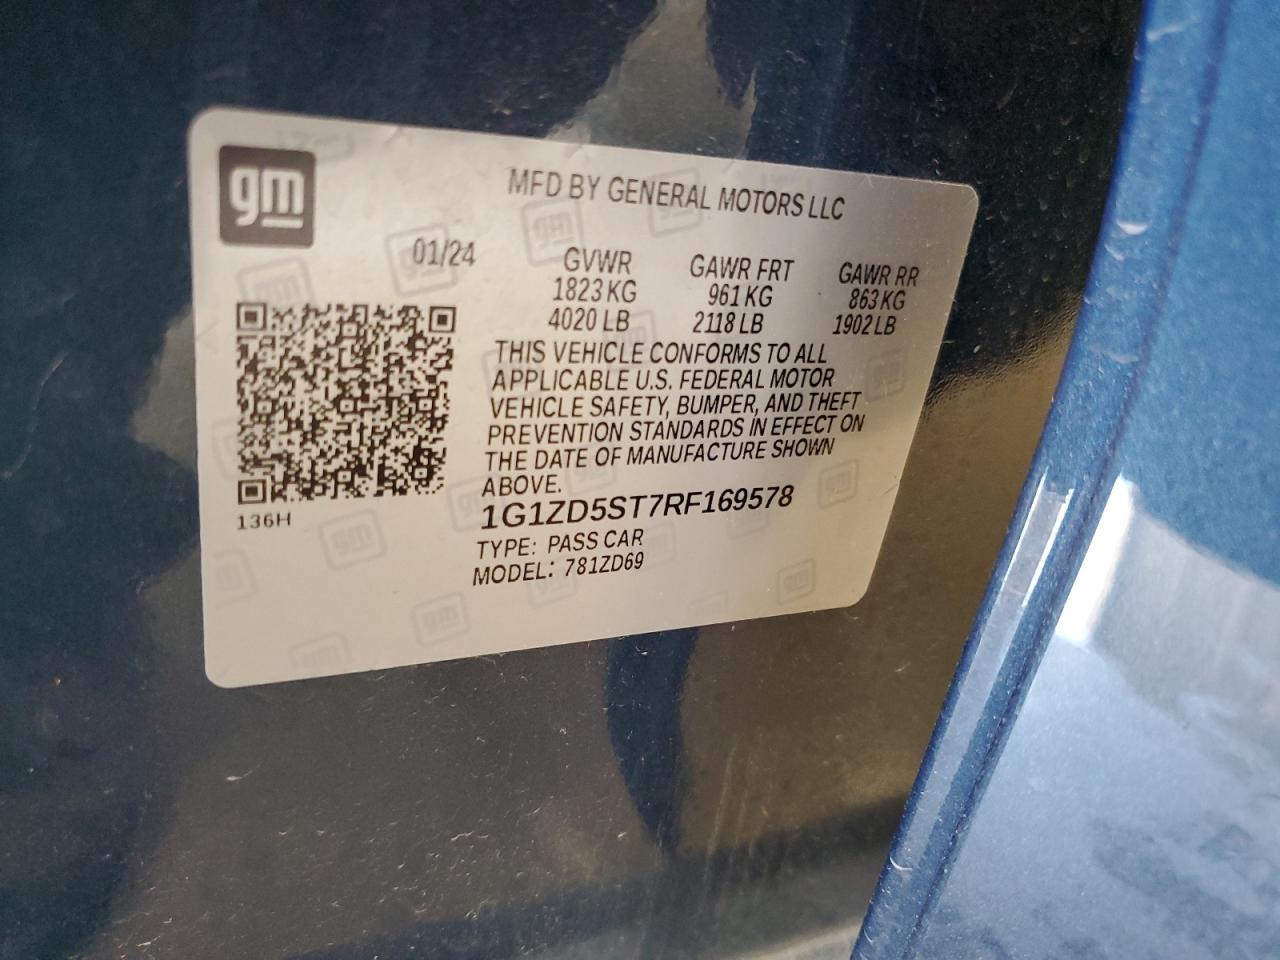 gm
MFD BY GENERAL MOTORS LLC
01/24
GVWR GAWR FRT GAWR RR
1823 KG 961 KG 863 KG
4020 LB 2118 LB 1902 LB
THIS VEHICLE CONFORMS TO ALL
APPLICABLE U.S. FEDERAL MOTOR
VEHICLE SAFETY, BUMPER, AND THEFT
PREVENTION STANDARDS IN EFFECT ON
THE DATE OF MANUFACTURE SHOWN
ABOVE.
136H
1G1ZD5ST7RF169578
TYPE: PASS CAR
MODEL: 781ZD69